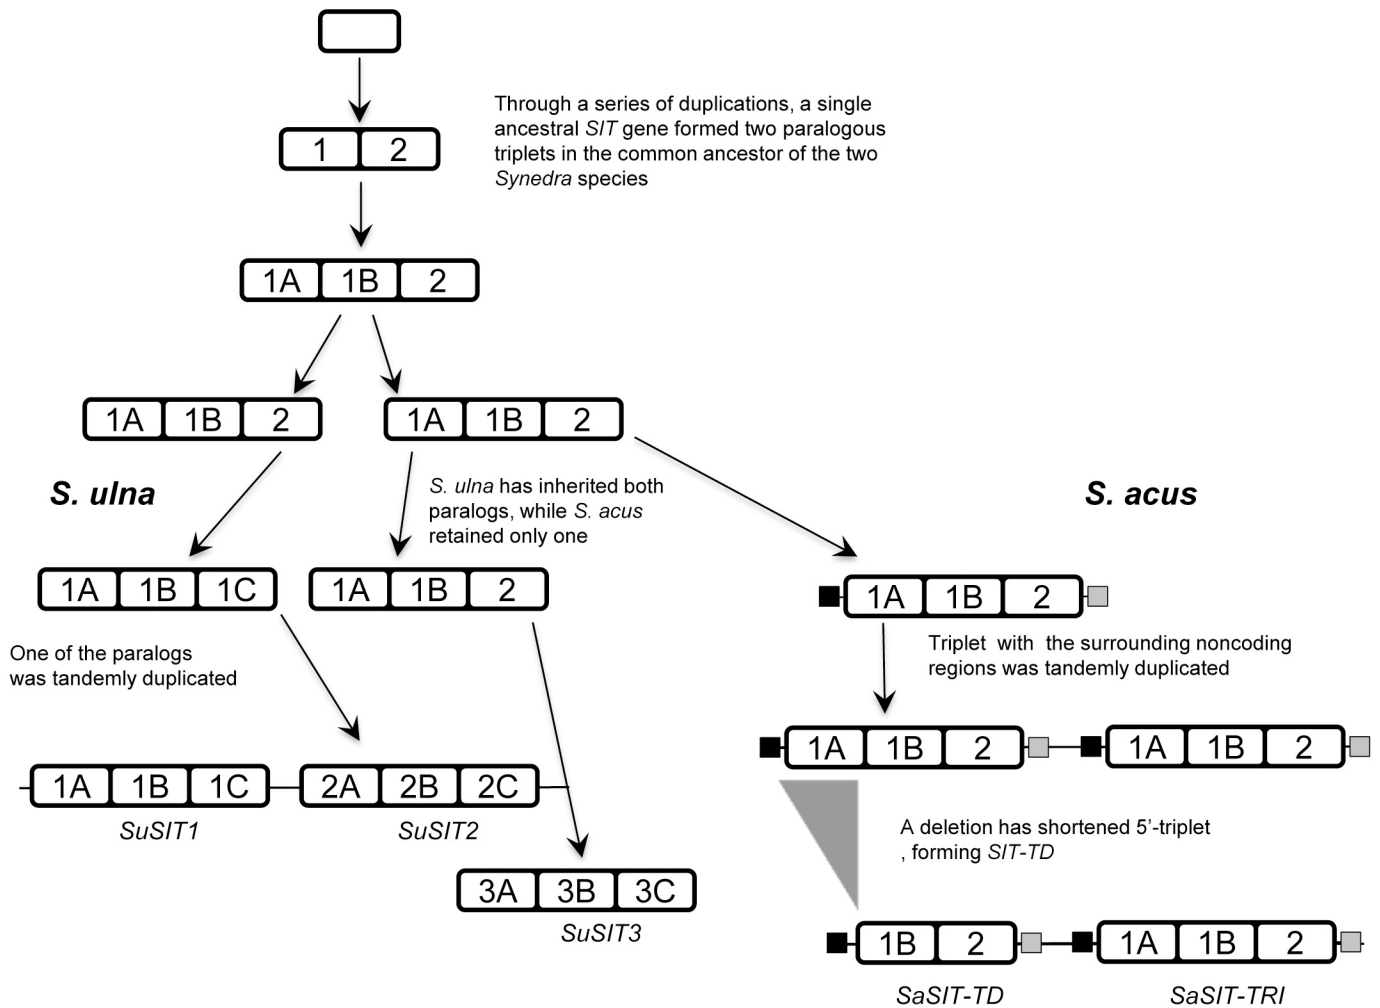 Through a series of duplications, a single
ancestral SIT gene formed two paralogous
triplets in the common ancestor of the two
Synedra species
1 2
1A 1B 2
1A 1B 2
1A 1B 2
S. ulna
S. ulna has inherited both
paralogs, while S. acus
retained only one
S. acus
1A 1B 1C
1A 1B 2
1A 1B 2
One of the paralogs
was tandemly duplicated
Triplet with the surrounding noncoding
regions was tandemly duplicated
1A 1B 2
1A 1B 2
1A 1B 1C
2A 2B 2C
SuSIT1
SuSIT2
A deletion has shortened 5’-triplet
, forming SIT-TD
3A 3B 3C
SuSIT3
1B 2
1A 1B 2
SaSIT-TD
SaSIT-TRI